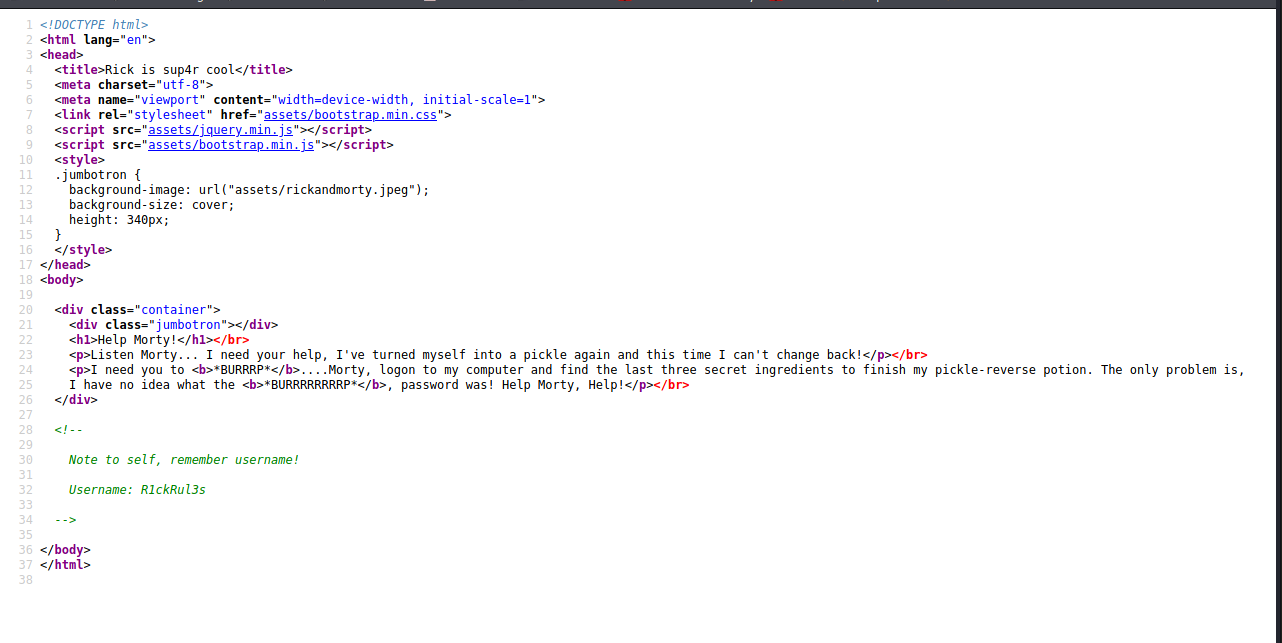 1 <!DOCTYPE html>
2 <html lang="en">
3 <head>
4   <title>Rick is sup4r cool</title>
5   <meta charset="utf-8">
6   <meta name="viewport" content="width=device-width, initial-scale=1">
7   <link rel="stylesheet" href="assets/bootstrap.min.css">
8   <script src="assets/jquery.min.js"></script>
9   <script src="assets/bootstrap.min.js"></script>
10   <style>
11   .jumbotron {
12     background-image: url("assets/rickandmorty.jpeg");
13     background-size: cover;
14     height: 340px;
15   }
16   </style>
17 </head>
18 <body>
19
20   <div class="container">
21     <div class="jumbotron"></div>
22     <h1>Help Morty!</h1></br>
23     <p>Listen Morty... I need your help, I've turned myself into a pickle again and this time I can't change back!</p></br>
24     <p>I need you to <b>*BURRRP*</b>....Morty, logon to my computer and find the last three secret ingredients to finish my pickle-reverse potion. The only problem is,
25     I have no idea what the <b>*BURRRRRRRRP*</b>, password was! Help Morty, Help!</p></br>
26   </div>
27
28   <!--
29
30     Note to self, remember username!
31
32     Username: R1ckRul3s
33
34   -->
35
36 </body>
37 </html>
38